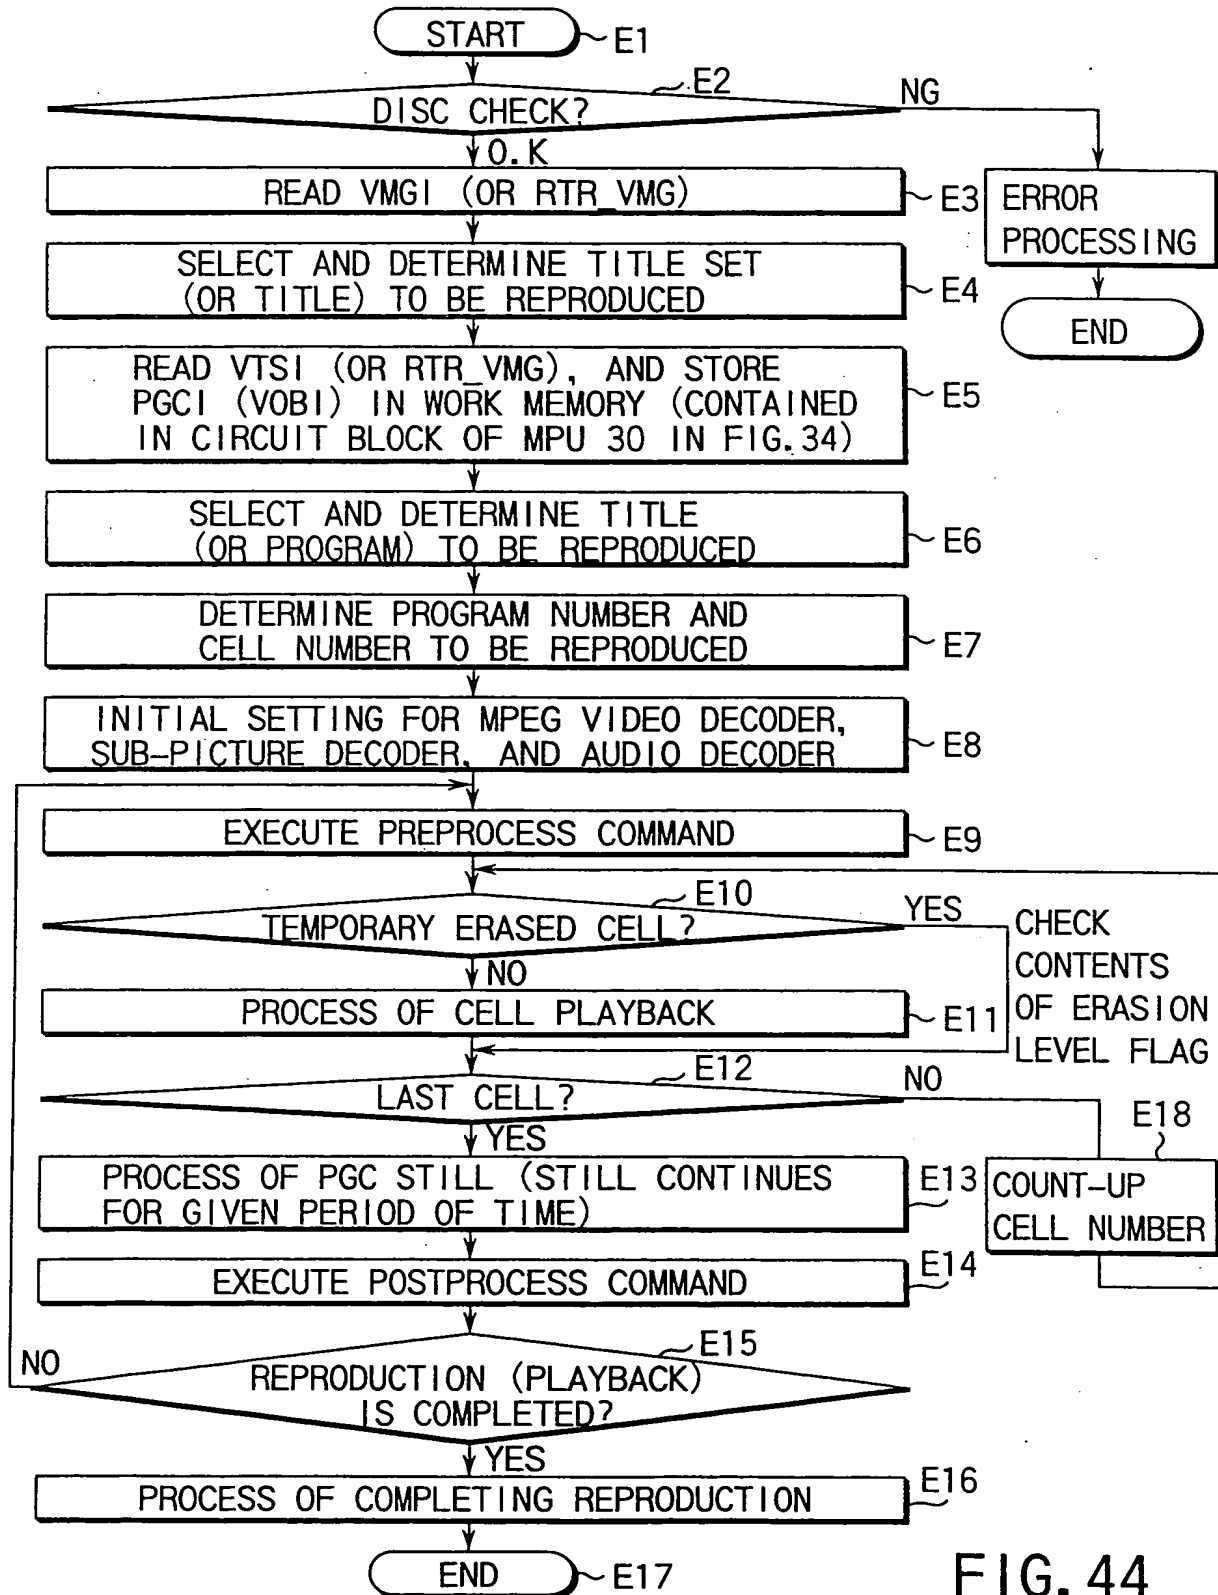 START
E1
E2
DISC CHECK?
NG
O.K
READ VMGI (OR RTR_VMG)
E3
ERROR
PROCESSING
END
SELECT AND DETERMINE TITLE SET
(OR TITLE) TO BE REPRODUCED
E4
READ VTSI (OR RTR_VMG), AND STORE
PGCI (VOBI) IN WORK MEMORY (CONTAINED
IN CIRCUIT BLOCK OF MPU 30 IN FIG.34)
E5
SELECT AND DETERMINE TITLE
(OR PROGRAM) TO BE REPRODUCED
E6
DETERMINE PROGRAM NUMBER AND
CELL NUMBER TO BE REPRODUCED
E7
INITIAL SETTING FOR MPEG VIDEO DECODER,
SUB-PICTURE DECODER, AND AUDIO DECODER
E8
EXECUTE PREPROCESS COMMAND
E9
E10
TEMPORARY ERASED CELL?
YES
NO
CHECK
CONTENTS
OF ERASION
LEVEL FLAG
PROCESS OF CELL PLAYBACK
E11
E12
LAST CELL?
NO
YES
E18
COUNT-UP
CELL NUMBER
PROCESS OF PGC STILL (STILL CONTINUES
FOR GIVEN PERIOD OF TIME)
E13
EXECUTE POSTPROCESS COMMAND
E14
E15
NO
REPRODUCTION (PLAYBACK)
IS COMPLETED?
YES
PROCESS OF COMPLETING REPRODUCTION
E16
END
E17
FIG.44